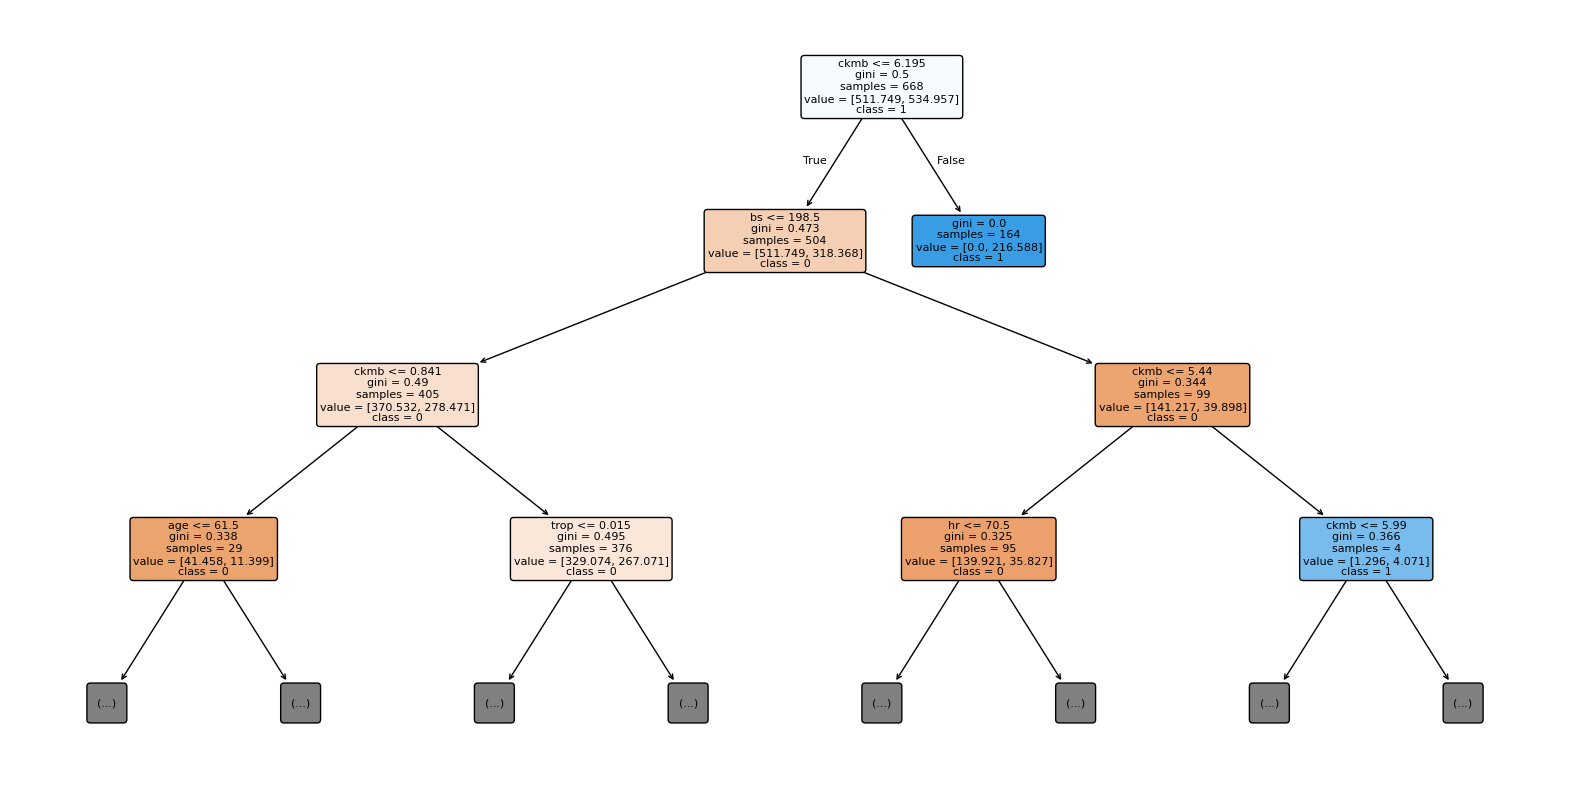 ckmb <= 6.195
gini = 0.5
samples = 668
value = [511.749, 534.957]
class = 1
True
False
bs <= 198.5
gini = 0.473
samples = 504
value = [511.749, 318.368]
class = 0
gini = 0.0
samples = 164
value = [0.0, 216.588]
class = 1
ckmb <= 0.841
gini = 0.49
samples = 405
value = [370.532, 278.471]
class = 0
ckmb <= 5.44
gini = 0.344
samples = 99
value = [141.217, 39.898]
class = 0
age <= 61.5
gini = 0.338
samples = 29
value = [41.458, 11.399]
class = 0
trop <= 0.015
gini = 0.495
samples = 376
value = [329.074, 267.071]
class = 0
hr <= 70.5
gini = 0.325
samples = 95
value = [139.921, 35.827]
class = 0
ckmb <= 5.99
gini = 0.366
samples = 4
value = [1.296, 4.071]
class = 1
(...)
(...)
(...)
(...)
(...)
(...)
(...)
(...)